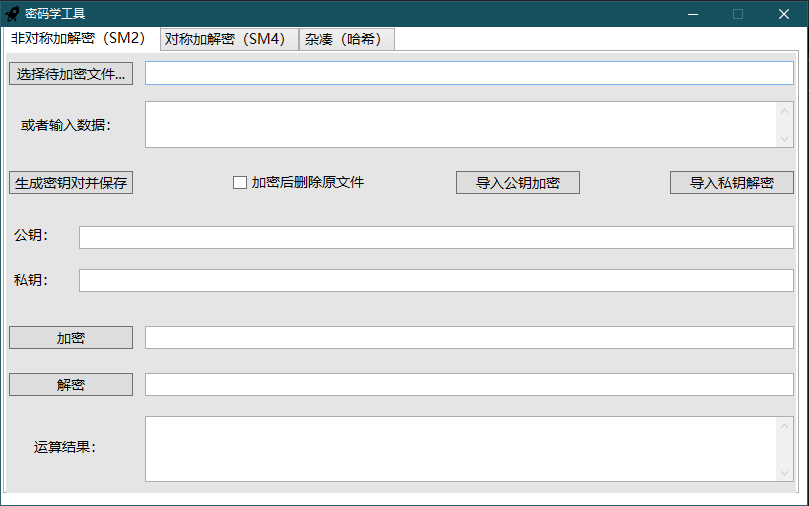 密码学工具
非对称加解密（SM2） 对称加解密（SM4） 杂凑（哈希）
选择待加密文件...
或者输入数据：
生成密钥对并保存 加密后删除原文件 导入公钥加密 导入私钥解密
公钥：
私钥：
加密
解密
运算结果：